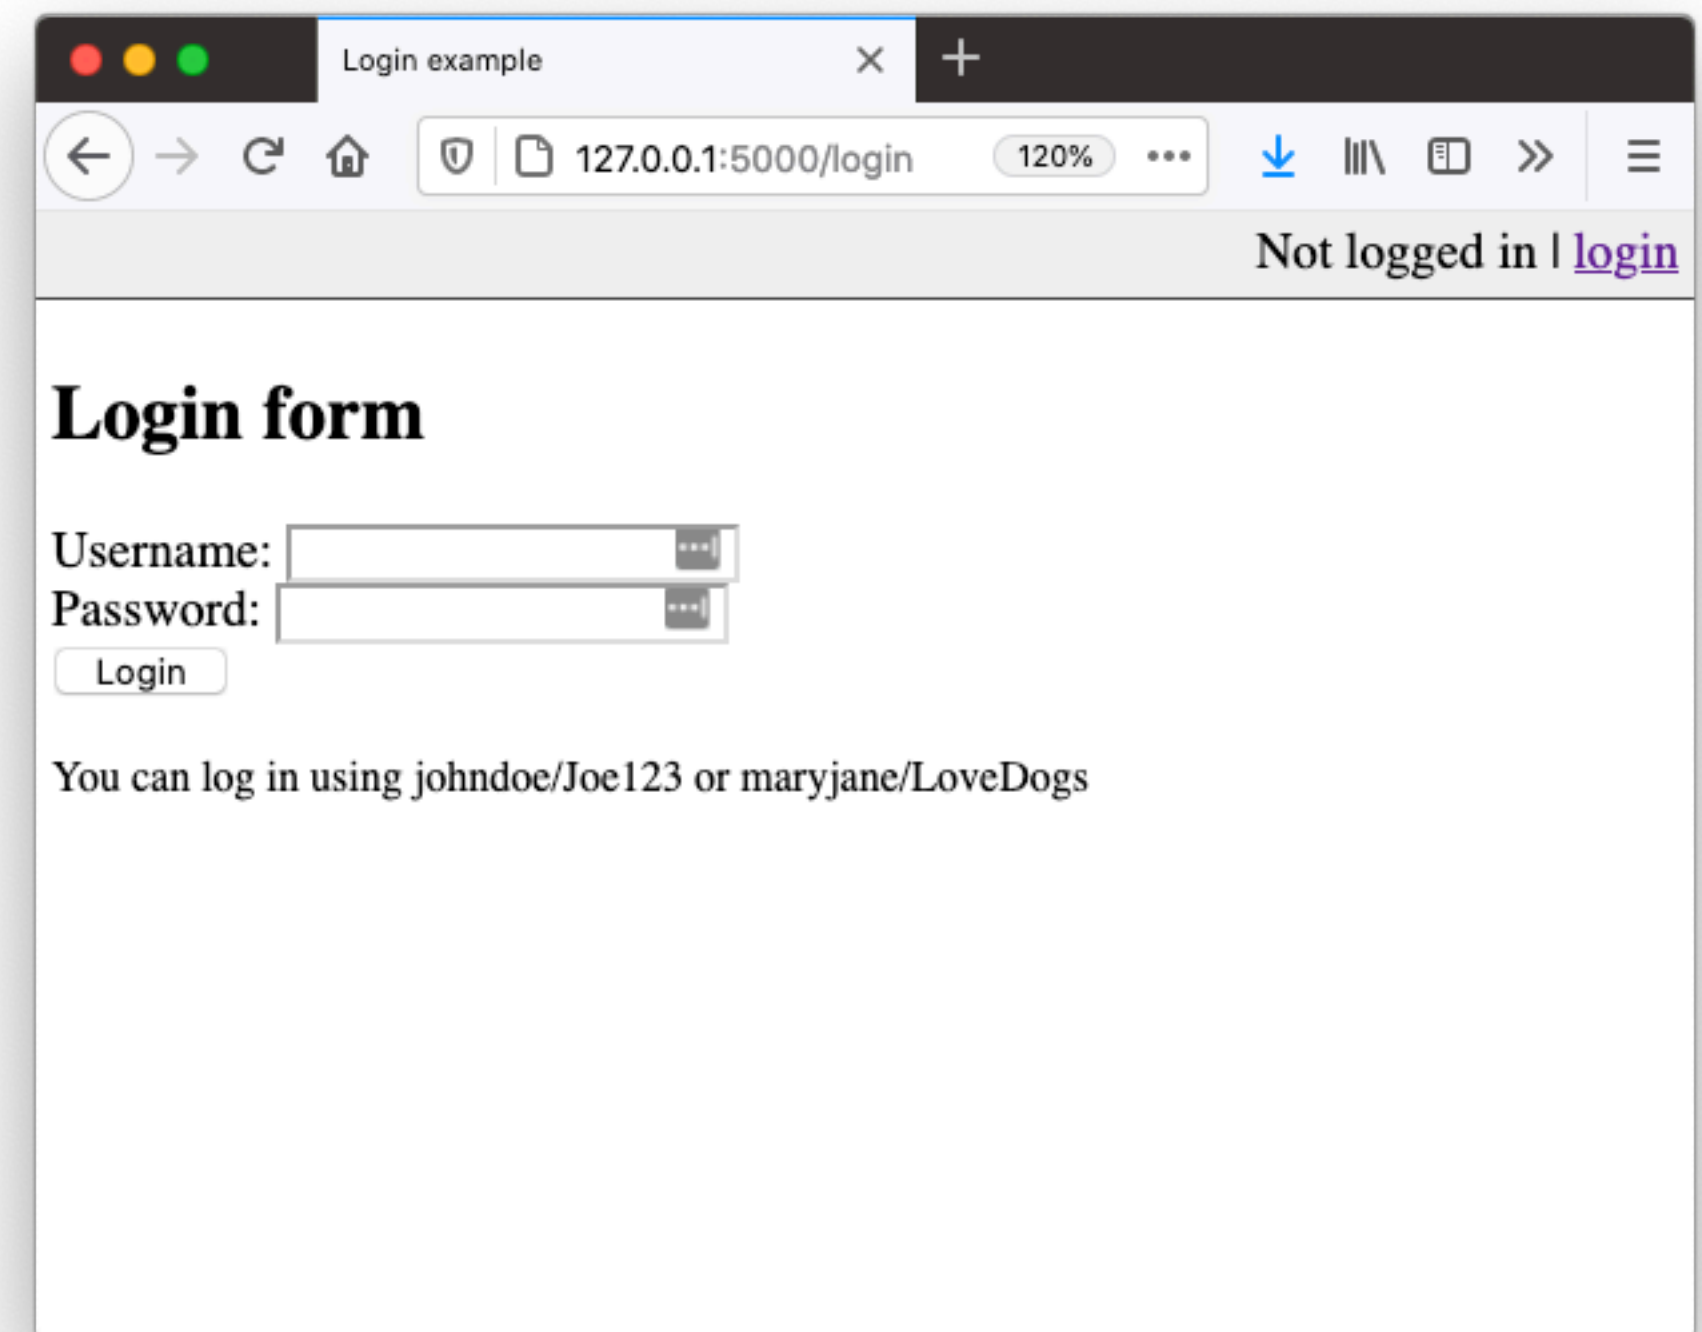 Login example
127.0.0.1:5000/login 120%
Not logged in | login
Login form
Username:
Password:
Login
You can log in using johndoe/Joe123 or maryjane/LoveDogs